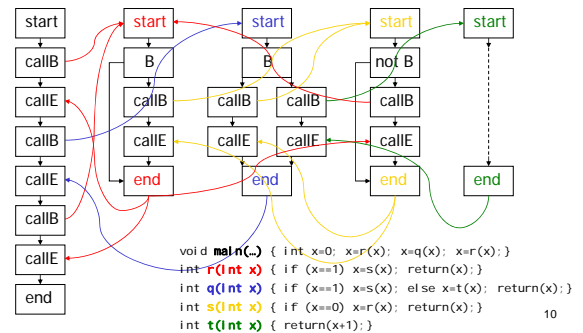 start start start start start
callB B B not B
callE callB callB callB callB
callB callE callE callE callE
callE end end end end
callB
callE
end
void main(…) { int x=0; x=r(x); x=q(x); x=r(x);}
int r(int x) { if (x==1) x=s(x); return(x);}
int q(int x) { if (x==1) x=s(x); else x=t(x); return(x);}
int s(int x) { if (x==0) x=r(x); return(x);}
int t(int x) { return(x+1);}
10